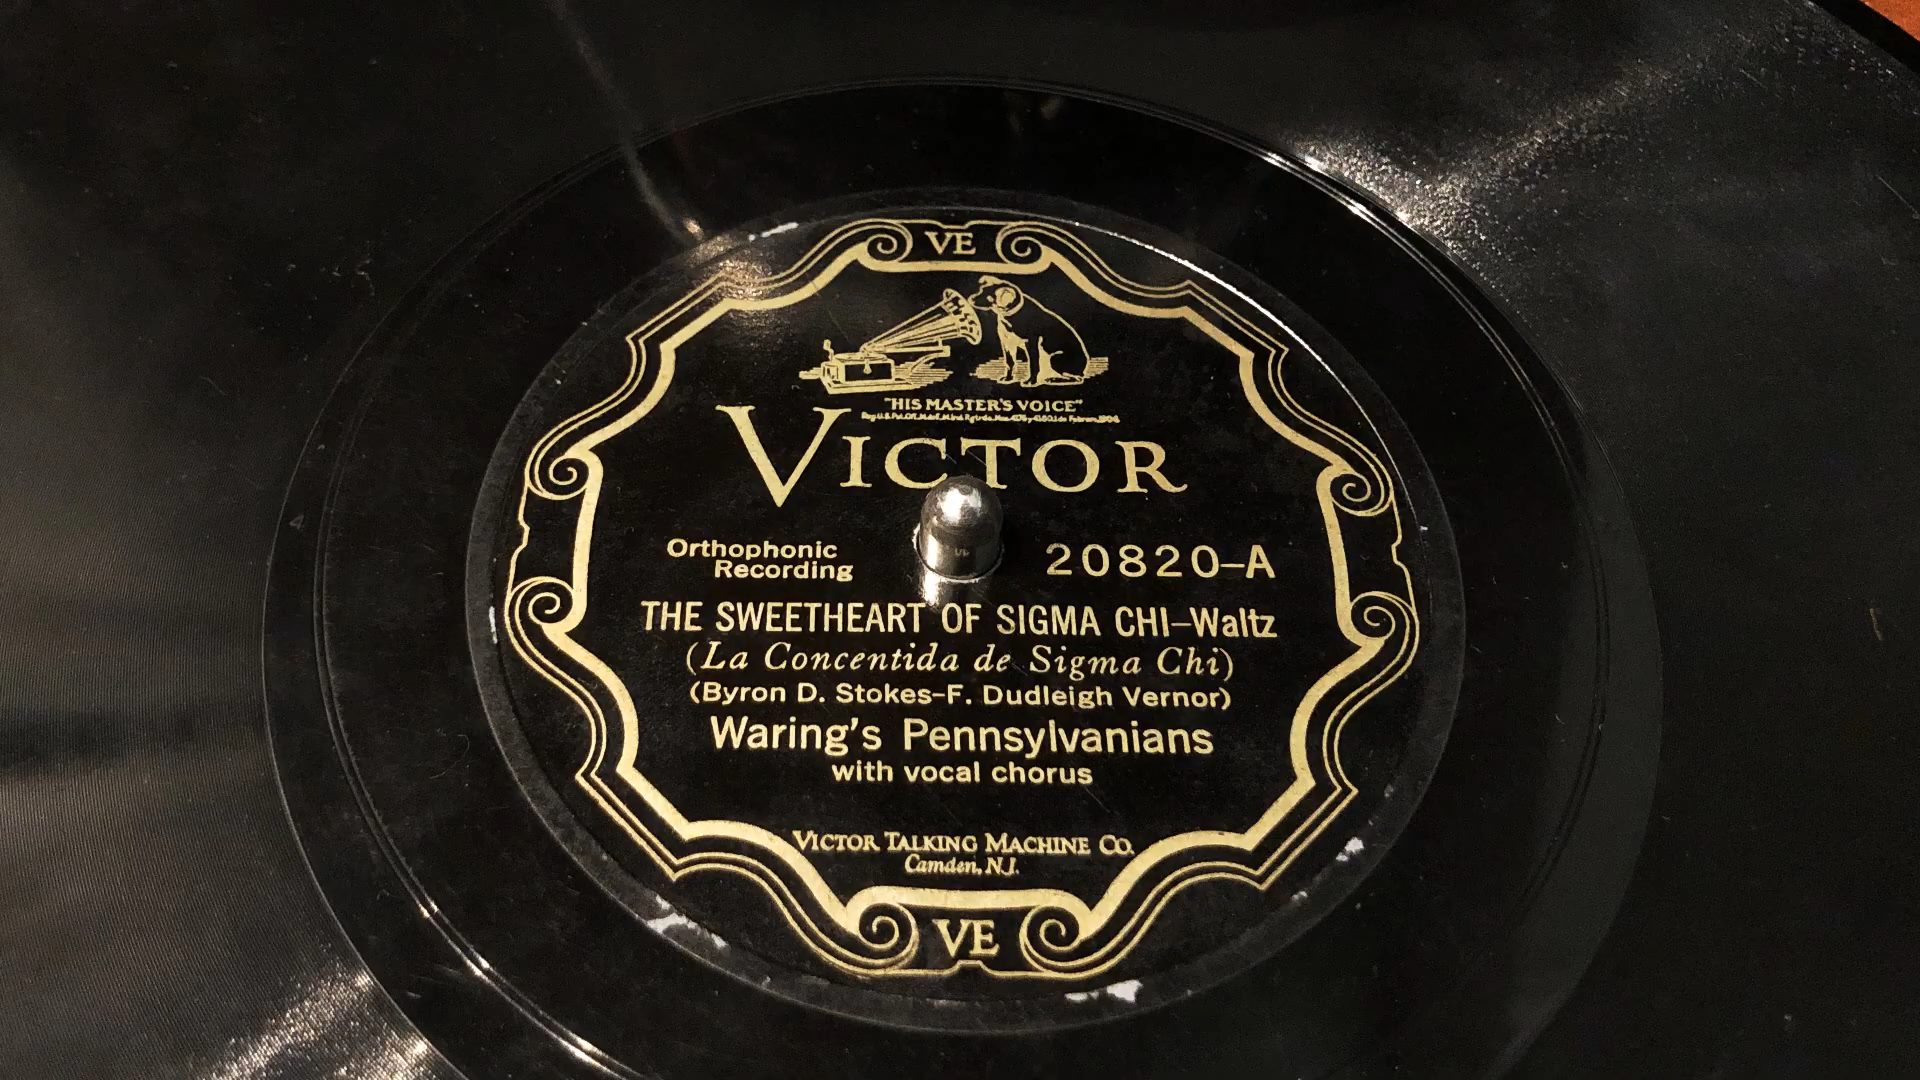 VE
"HIS MASTER'S VOICE"
VICTOR
Orthophonic
Recording
20820-A
THE SWEETHEART OF SIGMA CHI-Waltz
(La Concentida de Sigma Chi)
(Byron D. Stokes-F. Dudleigh Vernor)
Waring's Pennsylvanians
with vocal chorus
VICTOR TALKING MACHINE CO.
Camden, N.J.
VE